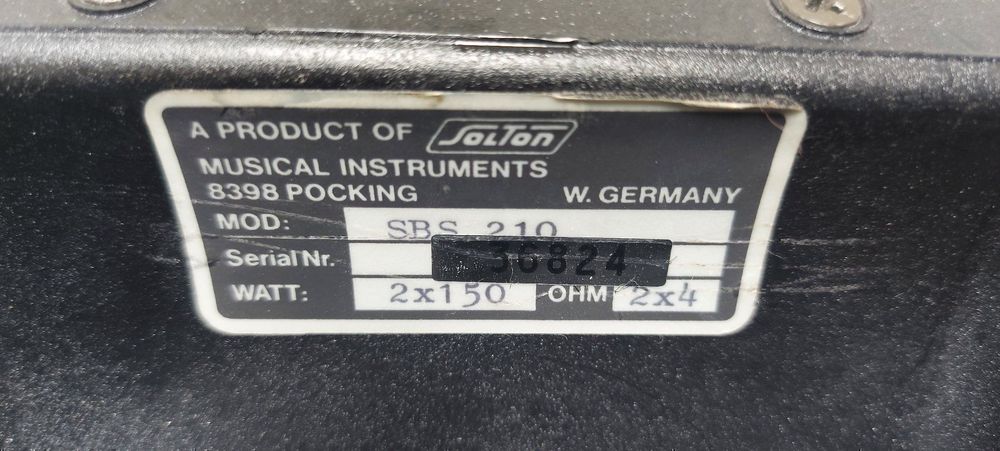 A PRODUCT OF SOLTON
MUSICAL INSTRUMENTS
8398 POCKING W. GERMANY
MOD: SBS 210
Serial Nr. 36824
WATT: 2x150 OHM 2x4